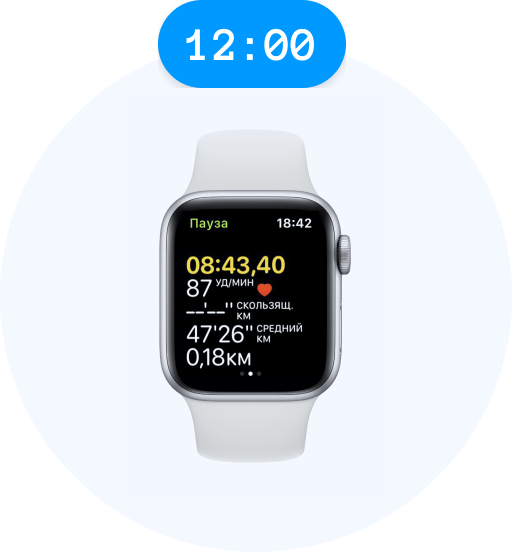 12:00
Пауза 18:42
08:43,40
87 УД/МИН
--'--" СКОЛЬЗЯЩ. КМ
47'26" СРЕДНИЙ КМ
0,18КМ